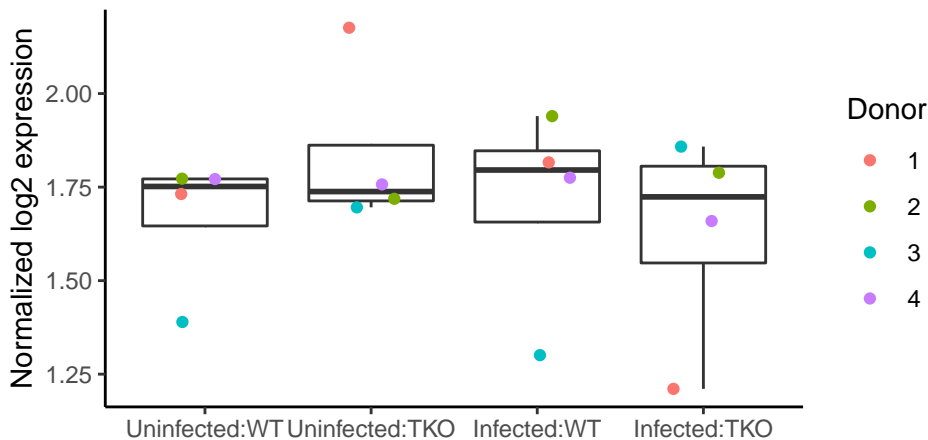 Normalized log2 expression
2.00
1.75
1.50
1.25
Uninfected:WT Uninfected:TKO Infected:WT Infected:TKO
Donor
1
2
3
4